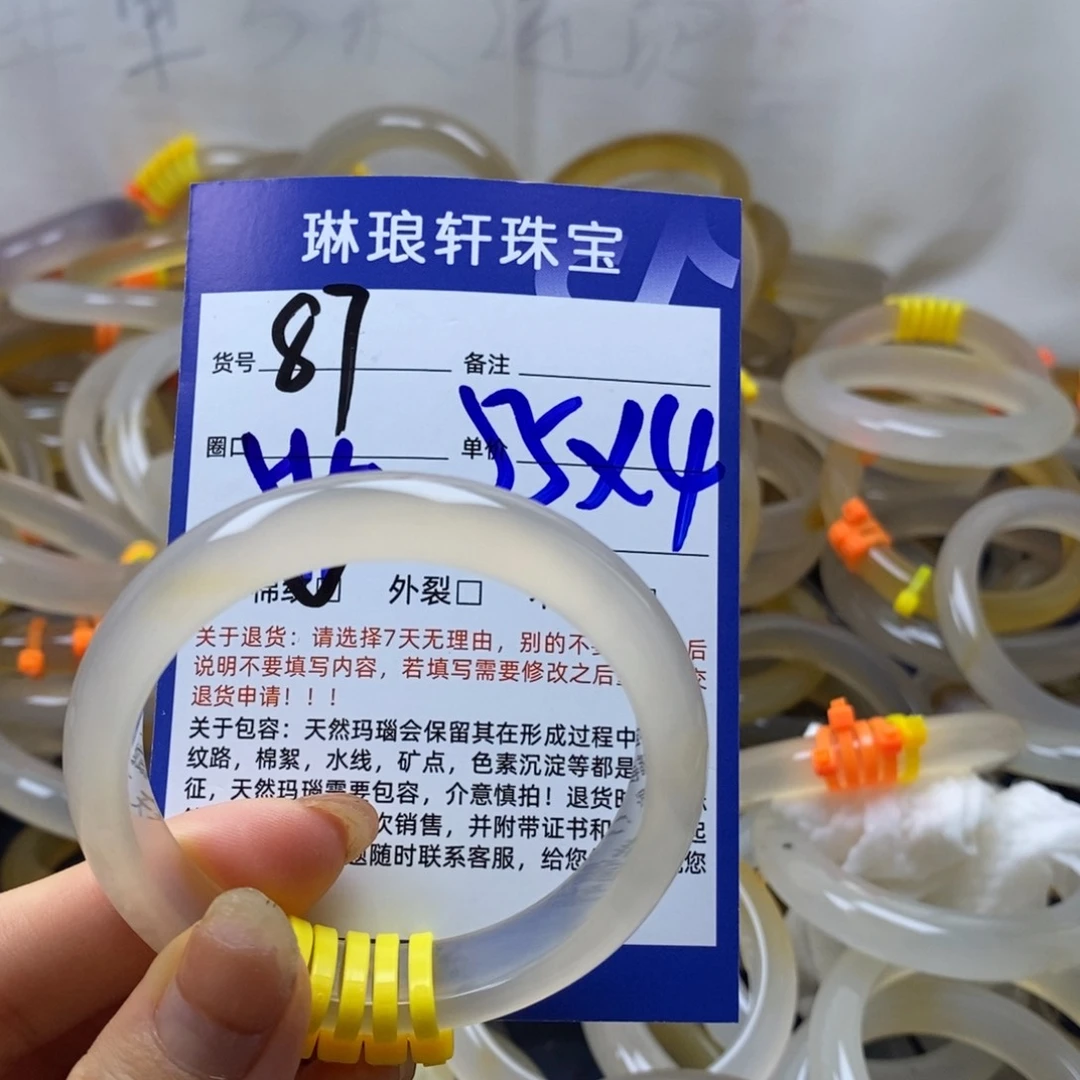 琳琅轩珠宝
货号 87 备注
圈口 单价 J5X4
外裂□
关于退货：请选择7天无理由，别的不 后
说明不要填写内容，若填写需要修改之后
退货申请！！！
关于包容：天然玛瑙会保留其在形成过程中
纹路，棉絮，水线，矿点，色素沉淀等都是
征，天然玛瑙需要包容，介意慎拍！退货时
次销售，并附带证书和 起
随时联系客服，给您 您